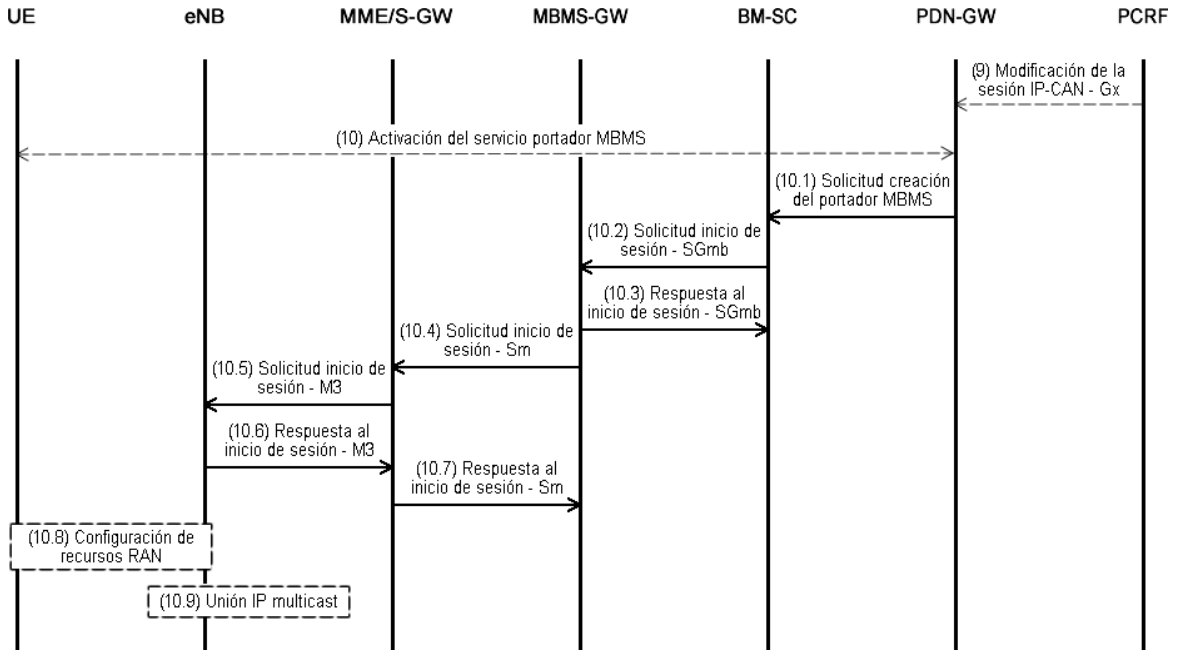 UE eNB MME/S-GW MBMS-GW BM-SC PDN-GW PCRF
(9) Modificación de la
sesión IP-CAN - Gx
(10) Activación del servicio portador MBMS
(10.1) Solicitud creación
del portador MBMS
(10.2) Solicitud inicio de
sesión - SGmb
(10.3) Respuesta al
inicio de sesión - SGmb
(10.4) Solicitud inicio de
sesión - Sm
(10.5) Solicitud inicio de
sesión - M3
(10.6) Respuesta al
inicio de sesión - M3
(10.7) Respuesta al
inicio de sesión - Sm
(10.8) Configuración de
recursos RAN
(10.9) Unión IP multicast